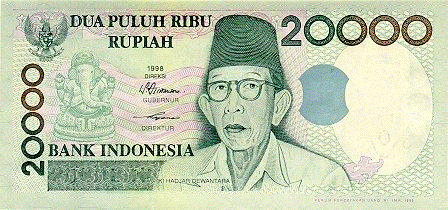 DUA PULUH RIBU
RUPIAH
20000
1998
DIREKSI
GUBERNUR
DIREKTUR
20000
BANK INDONESIA
KI HADJAR DEWANTARA